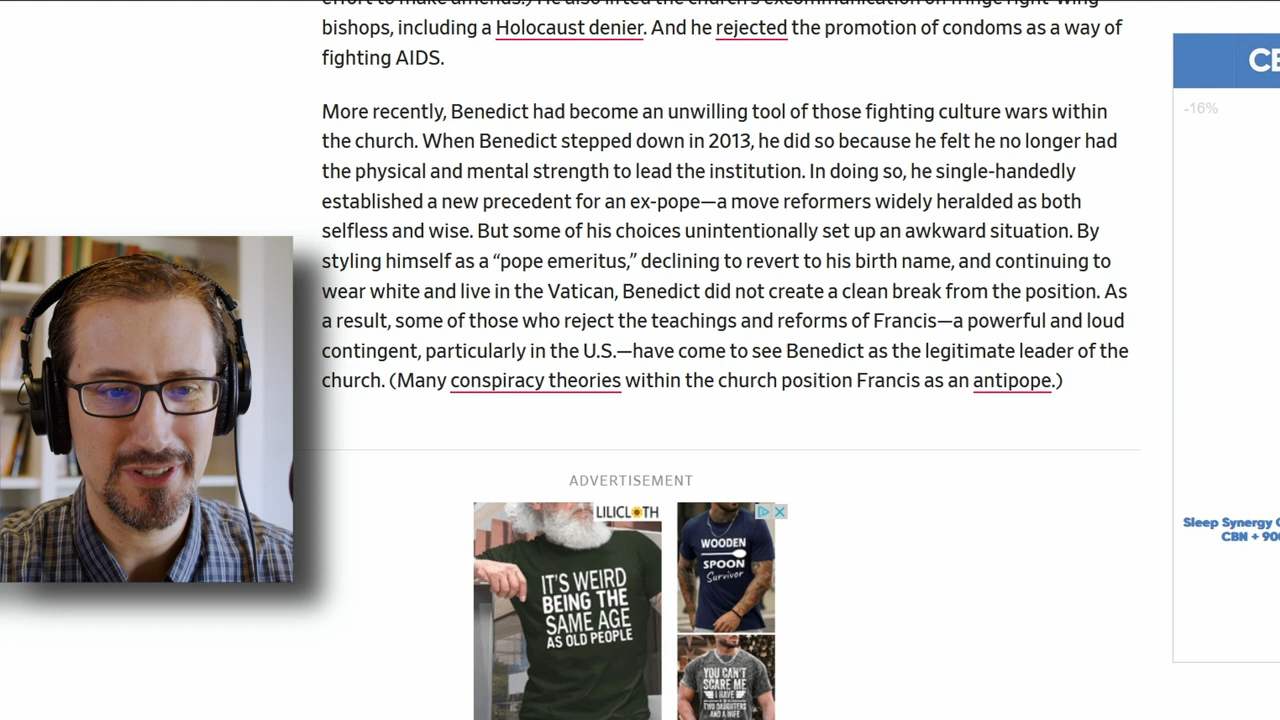 bishops, including a Holocaust denier. And he rejected the promotion of condoms as a way of
fighting AIDS.
More recently, Benedict had become an unwilling tool of those fighting culture wars within
the church. When Benedict stepped down in 2013, he did so because he felt he no longer had
the physical and mental strength to lead the institution. In doing so, he single-handedly
established a new precedent for an ex-pope—a move reformers widely heralded as both
selfless and wise. But some of his choices unintentionally set up an awkward situation. By
styling himself as a “pope emeritus,” declining to revert to his birth name, and continuing to
wear white and live in the Vatican, Benedict did not create a clean break from the position. As
a result, some of those who reject the teachings and reforms of Francis—a powerful and loud
contingent, particularly in the U.S.—have come to see Benedict as the legitimate leader of the
church. (Many conspiracy theories within the church position Francis as an antipope.)
ADVERTISEMENT
LILICLOTH
IT'S WEIRD
BEING THE
SAME AGE
AS OLD PEOPLE
WOODEN
SPOON
Survivor
YOU CAN'T
SCARE ME
I HAVE
TWO DAUGHTERS
AND A WIFE
-16%
Sleep Synergy
CBN + 90